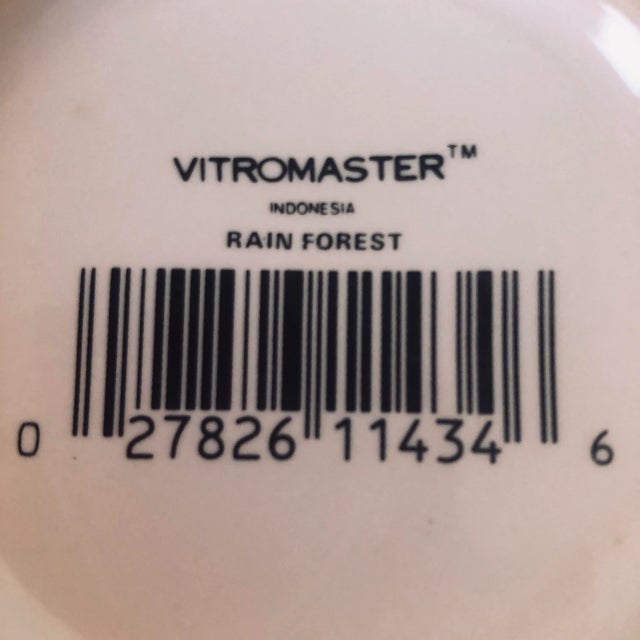 VITROMASTER™
INDONESIA
RAIN FOREST
0 27826 11434 6